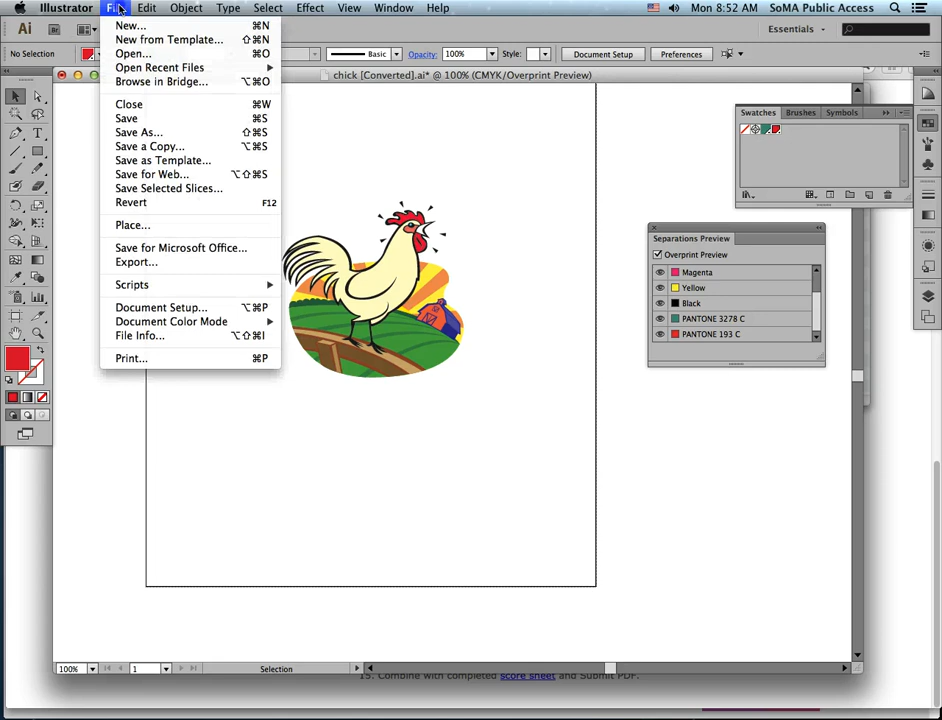 Illustrator File Edit Object Type Select Effect View Window Help Mon 8:52 AM SoMA Public Access
Ai Br Essentials
No Selection Basic Opacity: 100% Style: Document Setup Preferences
chick [Converted].ai* @ 100% (CMYK/Overprint Preview)
New... ⌘N
New from Template... ⇧⌘N
Open... ⌘O
Open Recent Files
Browse in Bridge... ⌥⌘O
Close ⌘W
Save ⌘S
Save As... ⇧⌘S
Save a Copy... ⌥⌘S
Save as Template...
Save for Web... ⌥⇧⌘S
Save Selected Slices...
Revert F12
Place...
Save for Microsoft Office...
Export...
Scripts
Document Setup... ⌥⌘P
Document Color Mode
File Info... ⌥⇧⌘I
Print... ⌘P
Swatches Brushes Symbols
Separations Preview
Overprint Preview
Magenta
Yellow
Black
PANTONE 3278 C
PANTONE 193 C
100% 1 Selection
15. Combine with completed score sheet and Submit PDF.